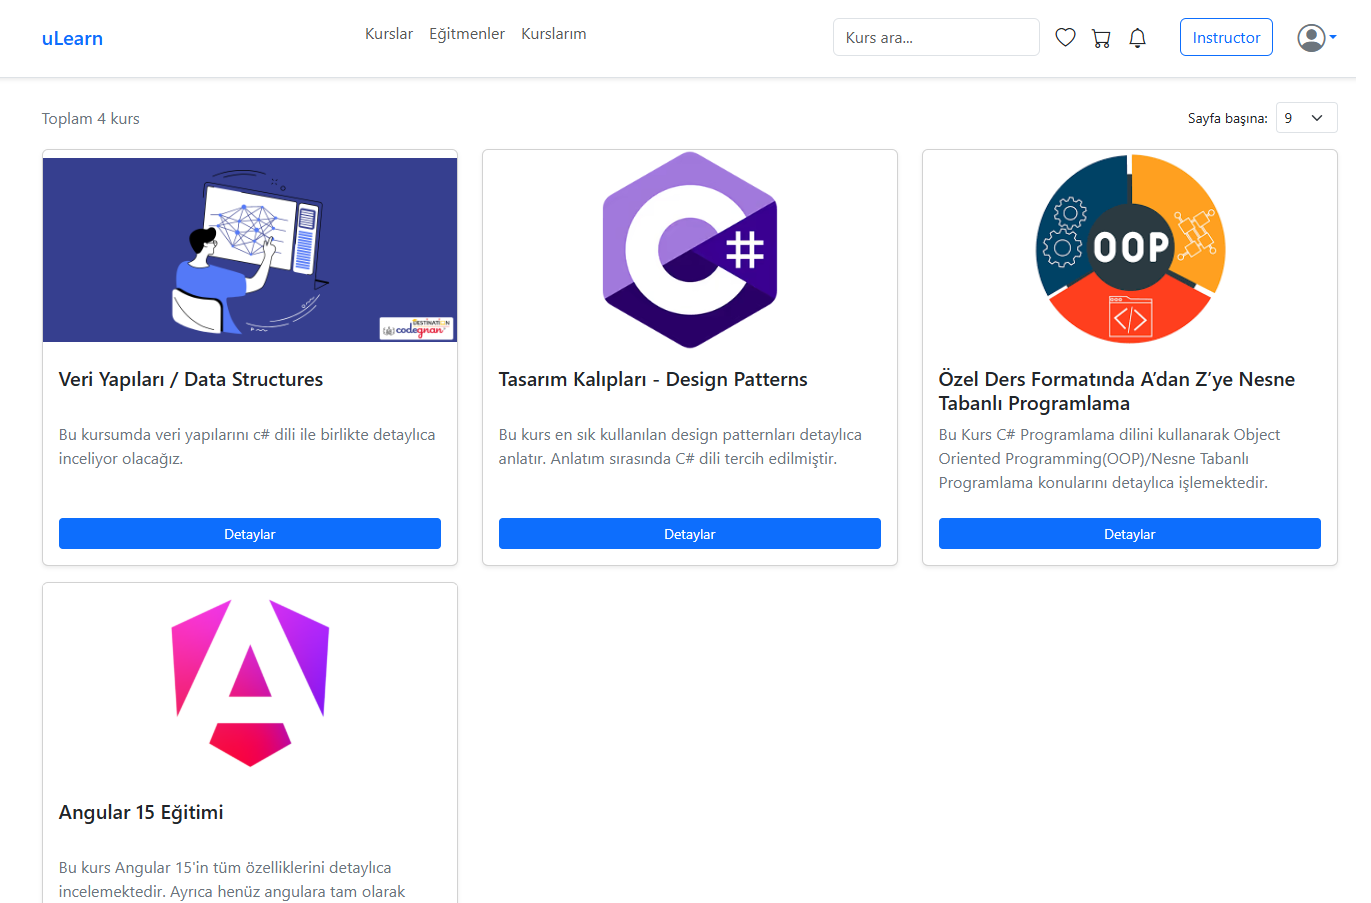 uLearn
Kurslar
Eğitmenler
Kurslarım
Kurs ara...
Instructor
Toplam 4 kurs
Sayfa başına:
9
DESTINATION
codegnan
#
OOP
</>
Veri Yapıları / Data Structures
Tasarım Kalıpları - Design Patterns
Özel Ders Formatında A'dan Z'ye Nesne
Tabanlı Programlama
Bu kursumda veri yapılarını c# dili ile birlikte detaylıca
inceliyor olacağız.
Bu kurs en sık kullanılan design patternları detaylıca
anlatır. Anlatım sırasında C# dili tercih edilmiştir.
Bu Kurs C# Programlama dilini kullanarak Object
Oriented Programming(OOP)/Nesne Tabanlı
Programlama konularını detaylıca işlemektedir.
Detaylar
Detaylar
Detaylar
Angular 15 Eğitimi
Bu kurs Angular 15'in tüm özelliklerini detaylıca
incelemektedir. Ayrıca henüz angulara tam olarak